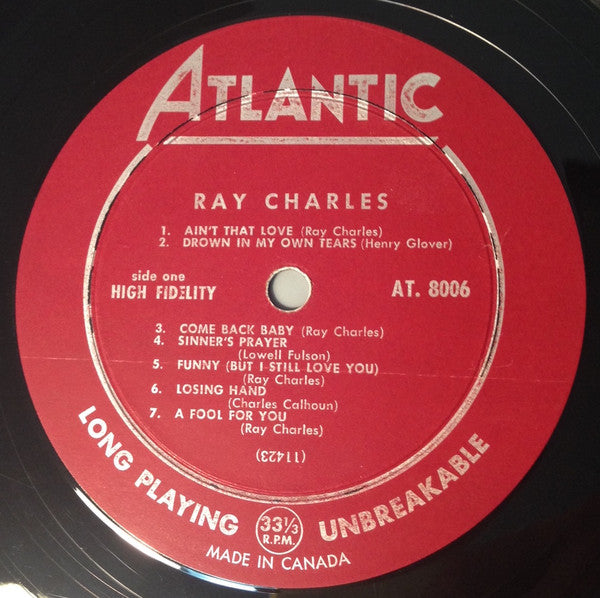 ATLANTIC
RAY CHARLES
1. AIN'T THAT LOVE (Ray Charles)
2. DROWN IN MY OWN TEARS (Henry Glover)
side one
HIGH FIDELITY
AT. 8006
3. COME BACK BABY (Ray Charles)
4. SINNER'S PRAYER
(Lowell Fulson)
5. FUNNY (BUT I STILL LOVE YOU)
(Ray Charles)
6. LOSING HAND
(Charles Calhoun)
7. A FOOL FOR YOU
(Ray Charles)
(11423)
LONG PLAYING
33⅓
R.P.M.
UNBREAKABLE
MADE IN CANADA